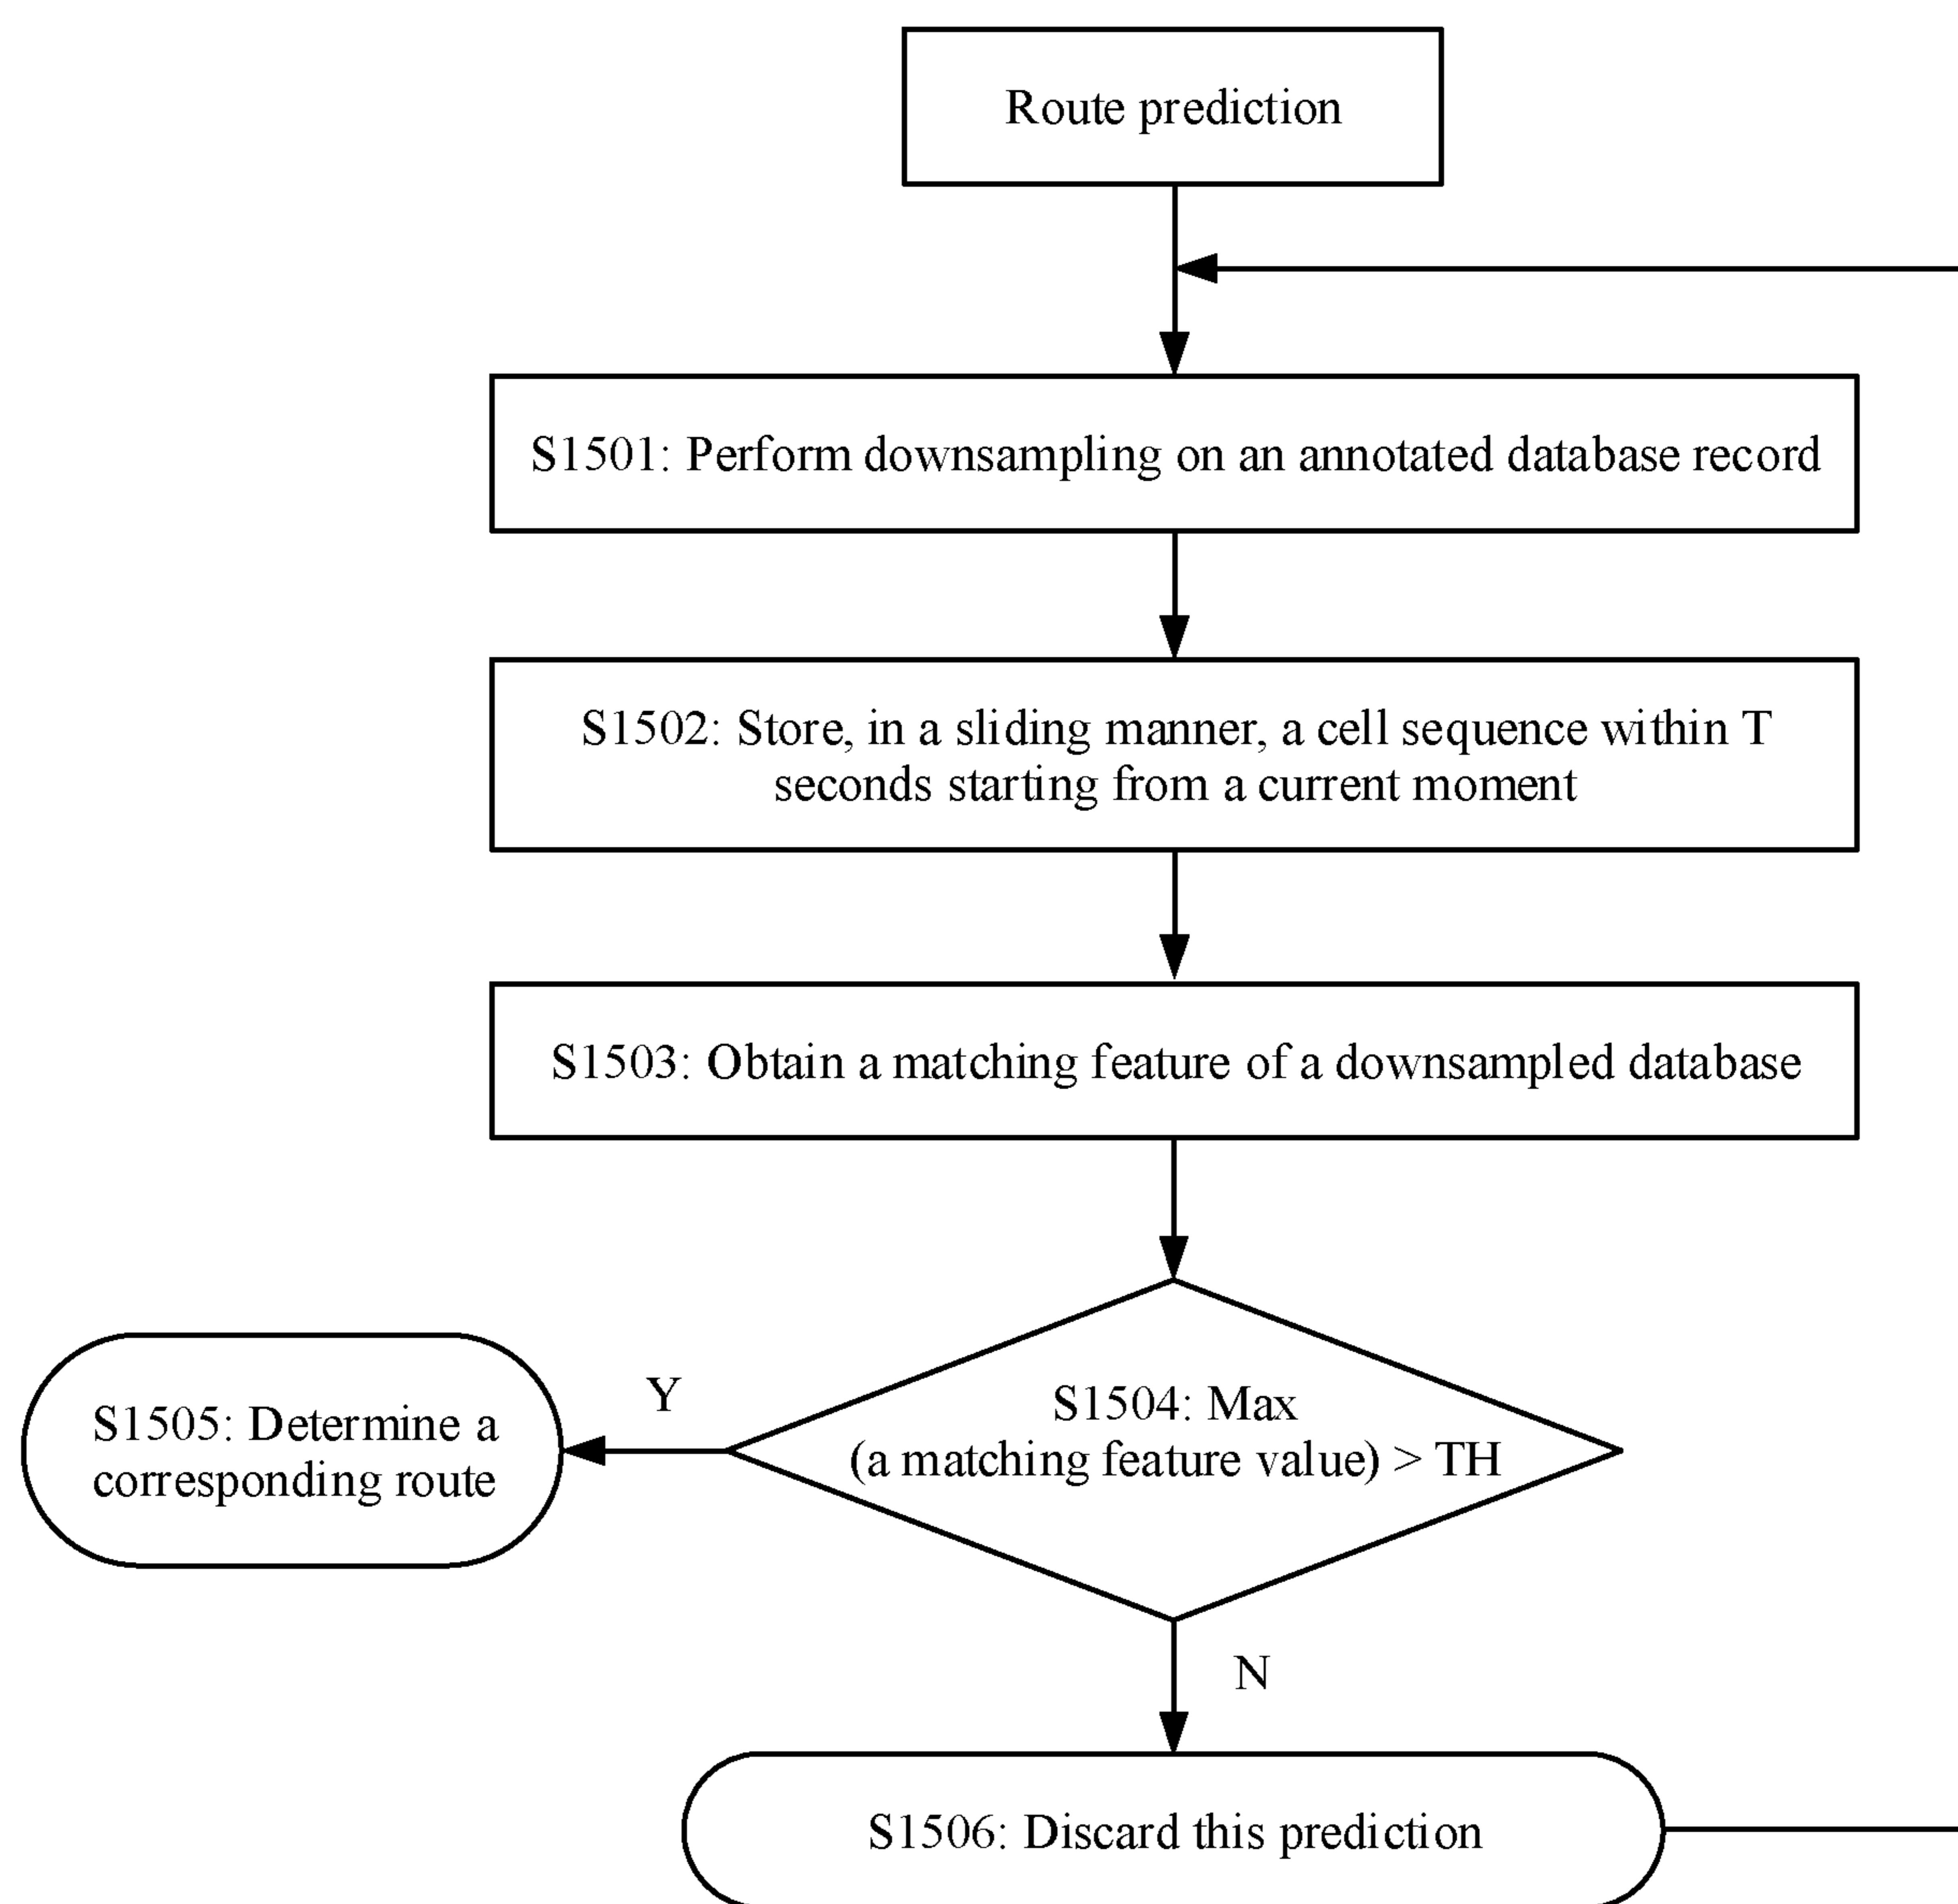 Route prediction
S1501: Perform downsampling on an annotated database record
S1502: Store, in a sliding manner, a cell sequence within T
seconds starting from a current moment
S1503: Obtain a matching feature of a downsampled database
S1504: Max
(a matching feature value) > TH
Y
S1505: Determine a
corresponding route
N
S1506: Discard this prediction